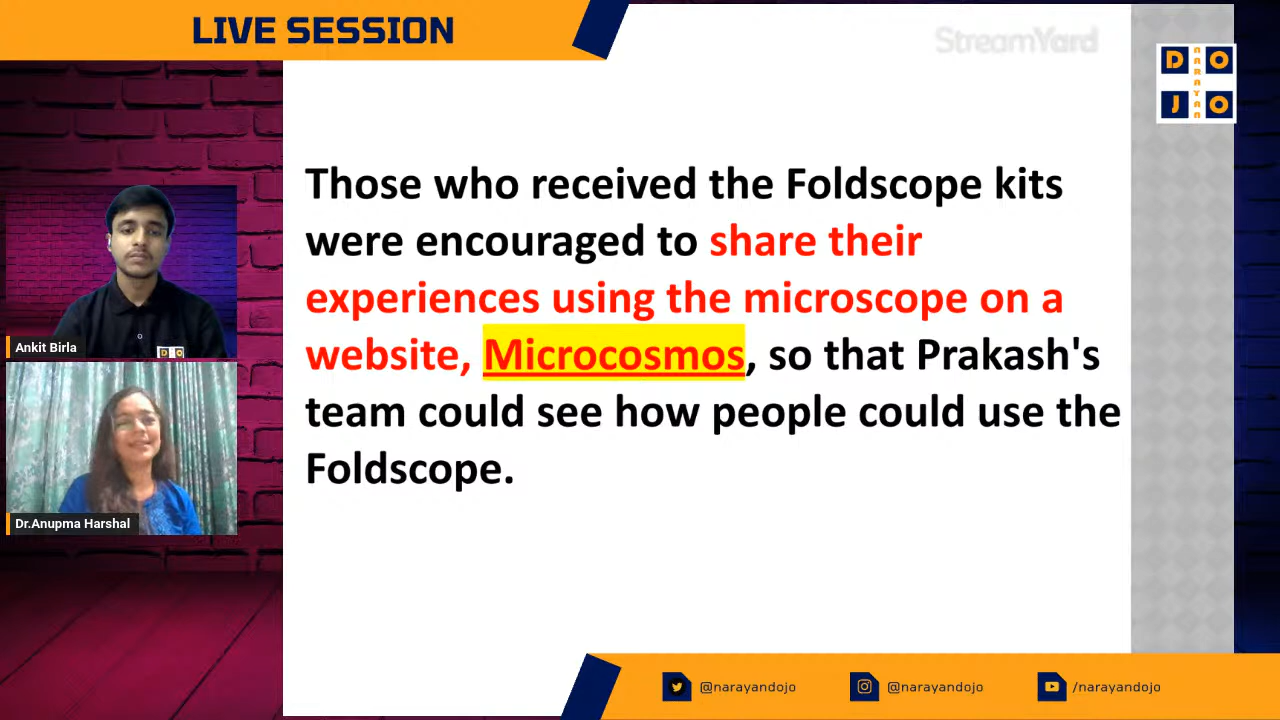 LIVE SESSION
StreamYard
D O
NARAYAN
J O
Those who received the Foldscope kits
were encouraged to share their
experiences using the microscope on a
website, Microcosmos, so that Prakash's
team could see how people could use the
Foldscope.
Ankit Birla
D O
Dr.Anupma Harshal
@narayandojo @narayandojo /narayandojo